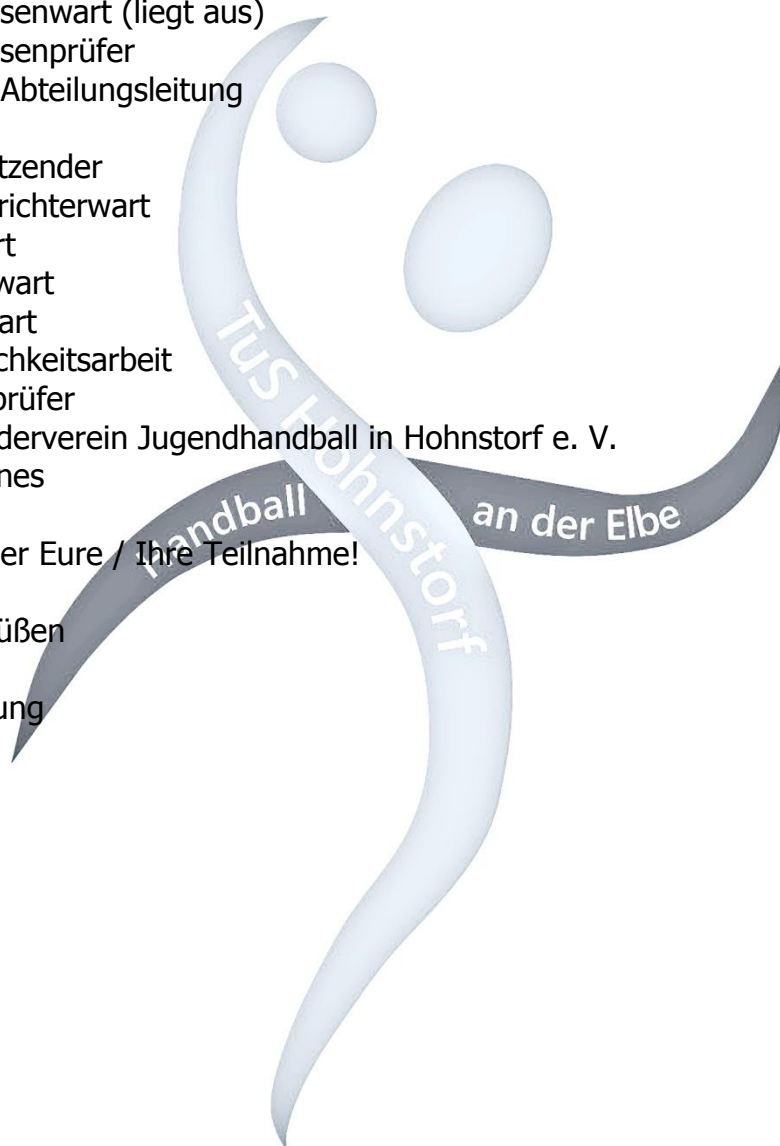 senwart (liegt aus)
senprüfer
Abteilungsleitung
tzender
richterwart
rt
wart
art
chkeitsarbeit
prüfer
derverein Jugendhandball in Hohnstorf e. V.
nes
er Eure / Ihre Teilnahme!
üßen
ung
TuS Hohnstorf
Handball
an der Elbe